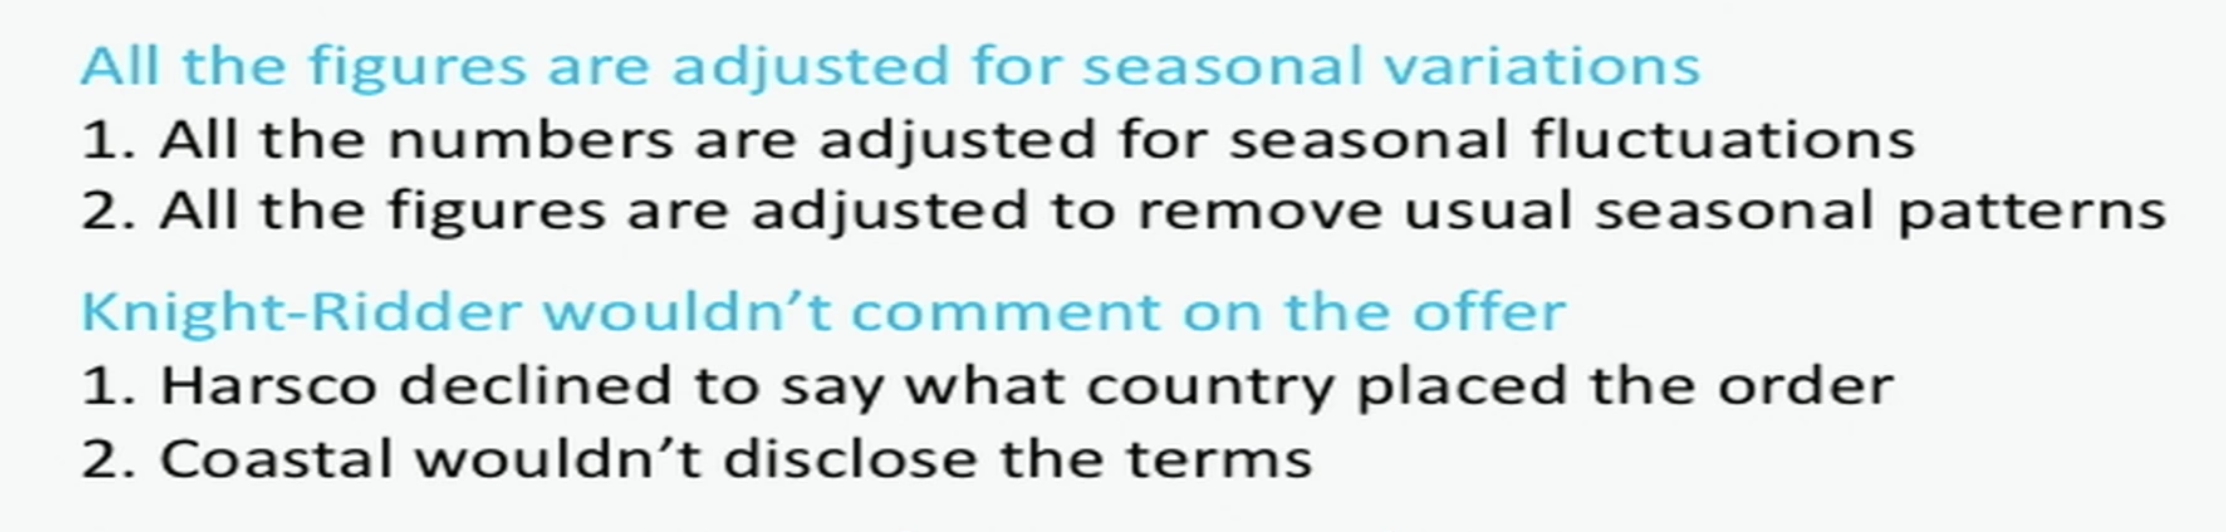 All the figures are adjusted for seasonal variations
1. All the numbers are adjusted for seasonal fluctuations
2. All the figures are adjusted to remove usual seasonal patterns
Knight-Ridder wouldn’t comment on the offer
1. Harsco declined to say what country placed the order
2. Coastal wouldn’t disclose the terms